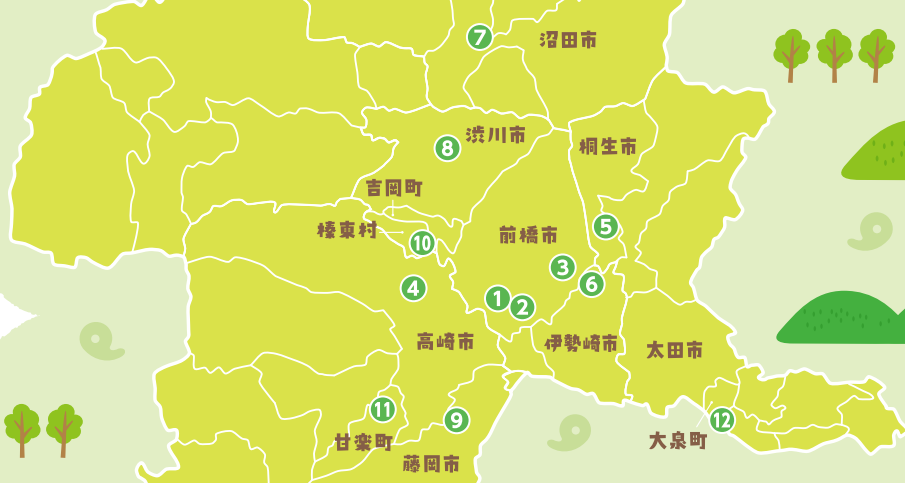 7
沼田市
8
渋川市
桐生市
吉岡町
榛東村
10
前橋市
5
3
4
6
1
2
高崎市
伊勢崎市
太田市
11
9
12
甘楽町
大泉町
藤岡市